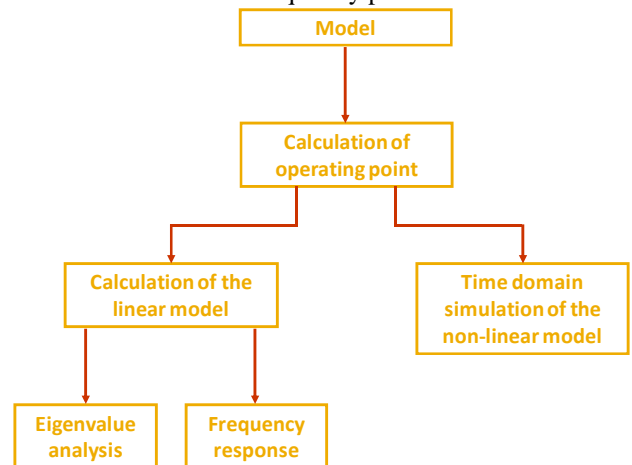 Model
Calculation of
operating point
Calculation of the
linear model
Time domain
simulation of the
non-linear model
Eigenvalue
analysis
Frequency
response